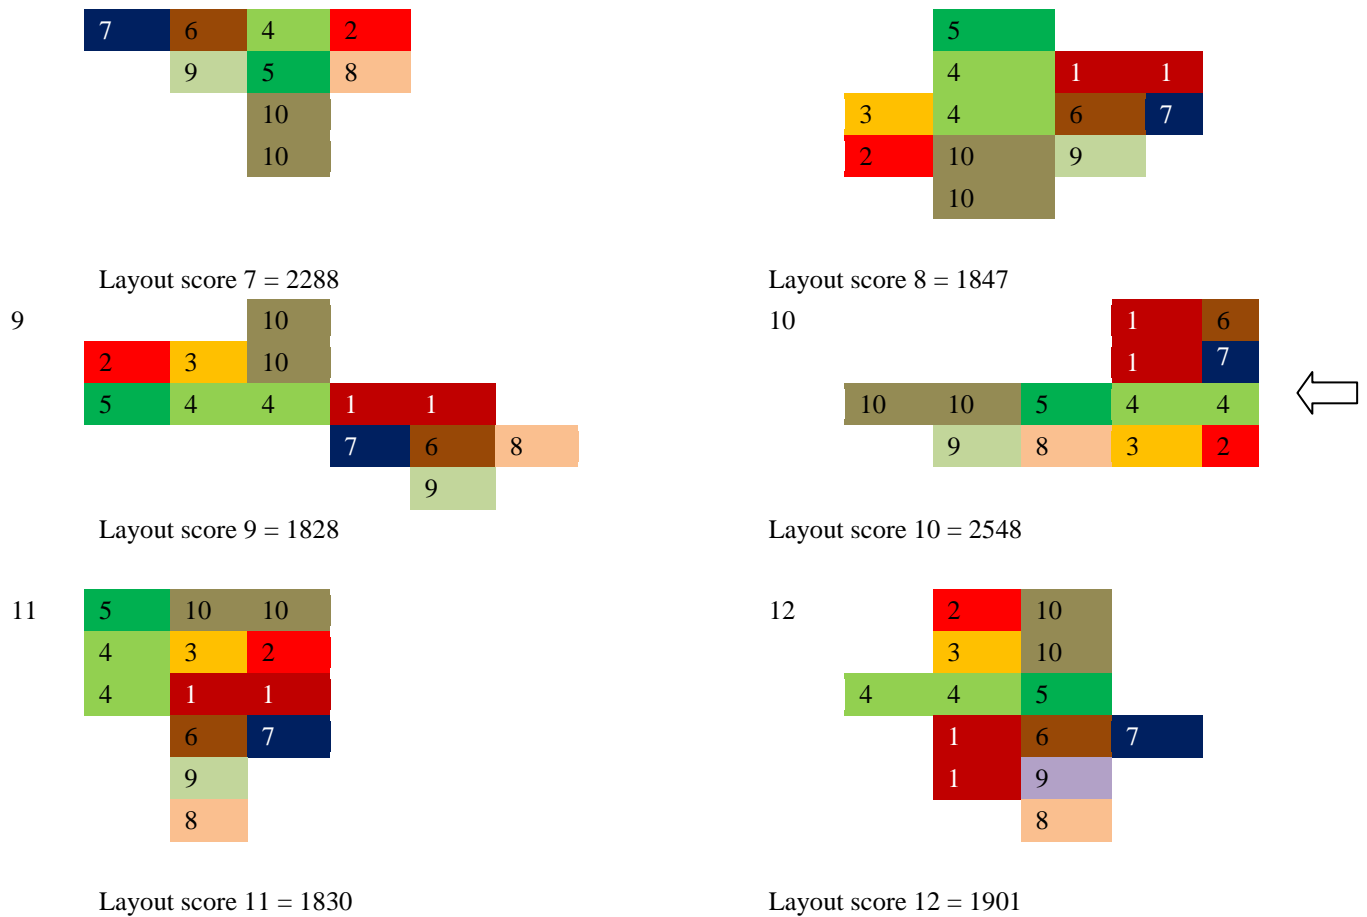 7 6 4 2
9 5 8
10
10
5
4 1 1
3 4 6 7
2 10 9
10
Layout score 7 = 2288
Layout score 8 = 1847
9
10
2 3 10
5 4 4 1 1
7 6 8
9
10
1 6
1 7
10 10 5 4 4
9 8 3 2
Layout score 9 = 1828
Layout score 10 = 2548
11
5 10 10
4 3 2
4 1 1
6 7
9
8
12
2 10
3 10
4 4 5
1 6 7
1 9
8
Layout score 11 = 1830
Layout score 12 = 1901